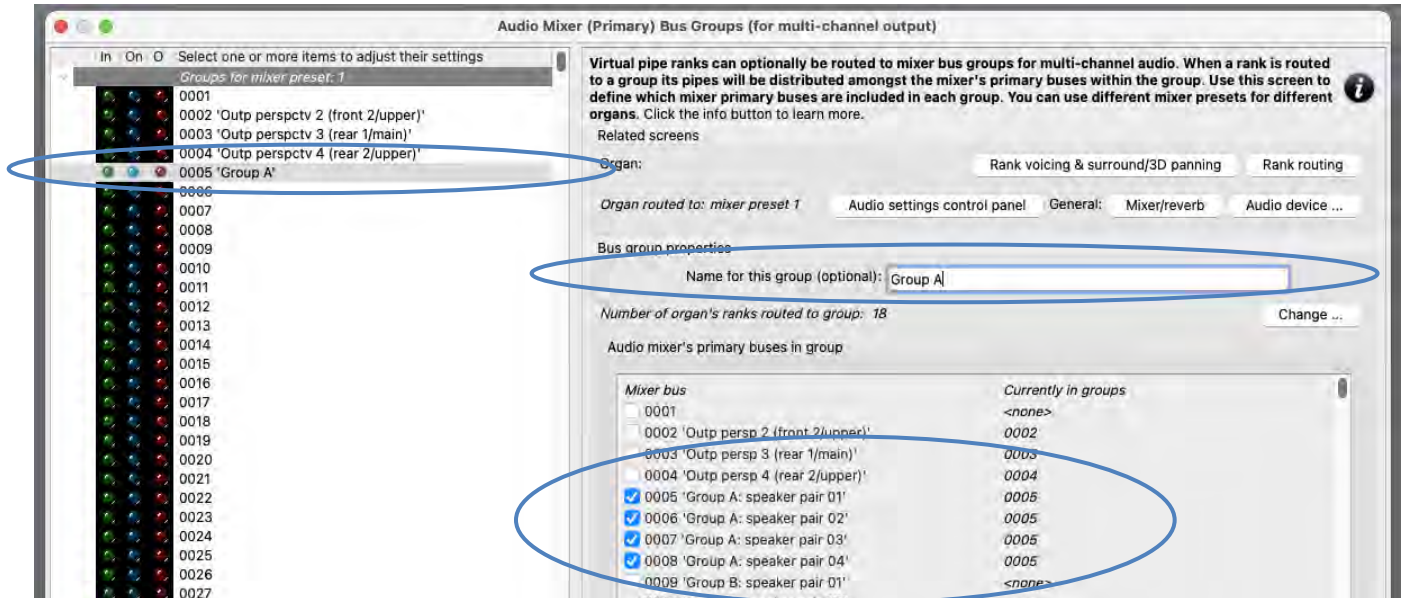 Audio Mixer (Primary) Bus Groups (for multi-channel output)
In On O Select one or more items to adjust their settings
Groups for mixer preset: 1
0001
0002 'Outp perspctv 2 (front 2/upper)'
0003 'Outp perspctv 3 (rear 1/main)'
0004 'Outp perspctv 4 (rear 2/upper)'
0005 'Group A'
0006
0007
0008
0009
0010
0011
0012
0013
0014
0015
0016
0017
0018
0019
0020
0021
0022
0023
0024
0025
0026
0027
Virtual pipe ranks can optionally be routed to mixer bus groups for multi-channel audio. When a rank is routed
to a group its pipes will be distributed amongst the mixer's primary buses within the group. Use this screen to
define which mixer primary buses are included in each group. You can use different mixer presets for different
organs. Click the info button to learn more.
Related screens
Organ: Rank voicing & surround/3D panning Rank routing
Organ routed to: mixer preset 1 Audio settings control panel General: Mixer/reverb Audio device ...
Bus group properties
Name for this group (optional): Group A
Number of organ's ranks routed to group: 18 Change ...
Audio mixer's primary buses in group
Mixer bus Currently in groups
0001 <none>
0002 'Outp persp 2 (front 2/upper)' 0002
0003 'Outp persp 3 (rear 1/main)' 0003
0004 'Outp persp 4 (rear 2/upper)' 0004
0005 'Group A: speaker pair 01' 0005
0006 'Group A: speaker pair 02' 0005
0007 'Group A: speaker pair 03' 0005
0008 'Group A: speaker pair 04' 0005
0009 'Group B: speaker pair 01' <none>